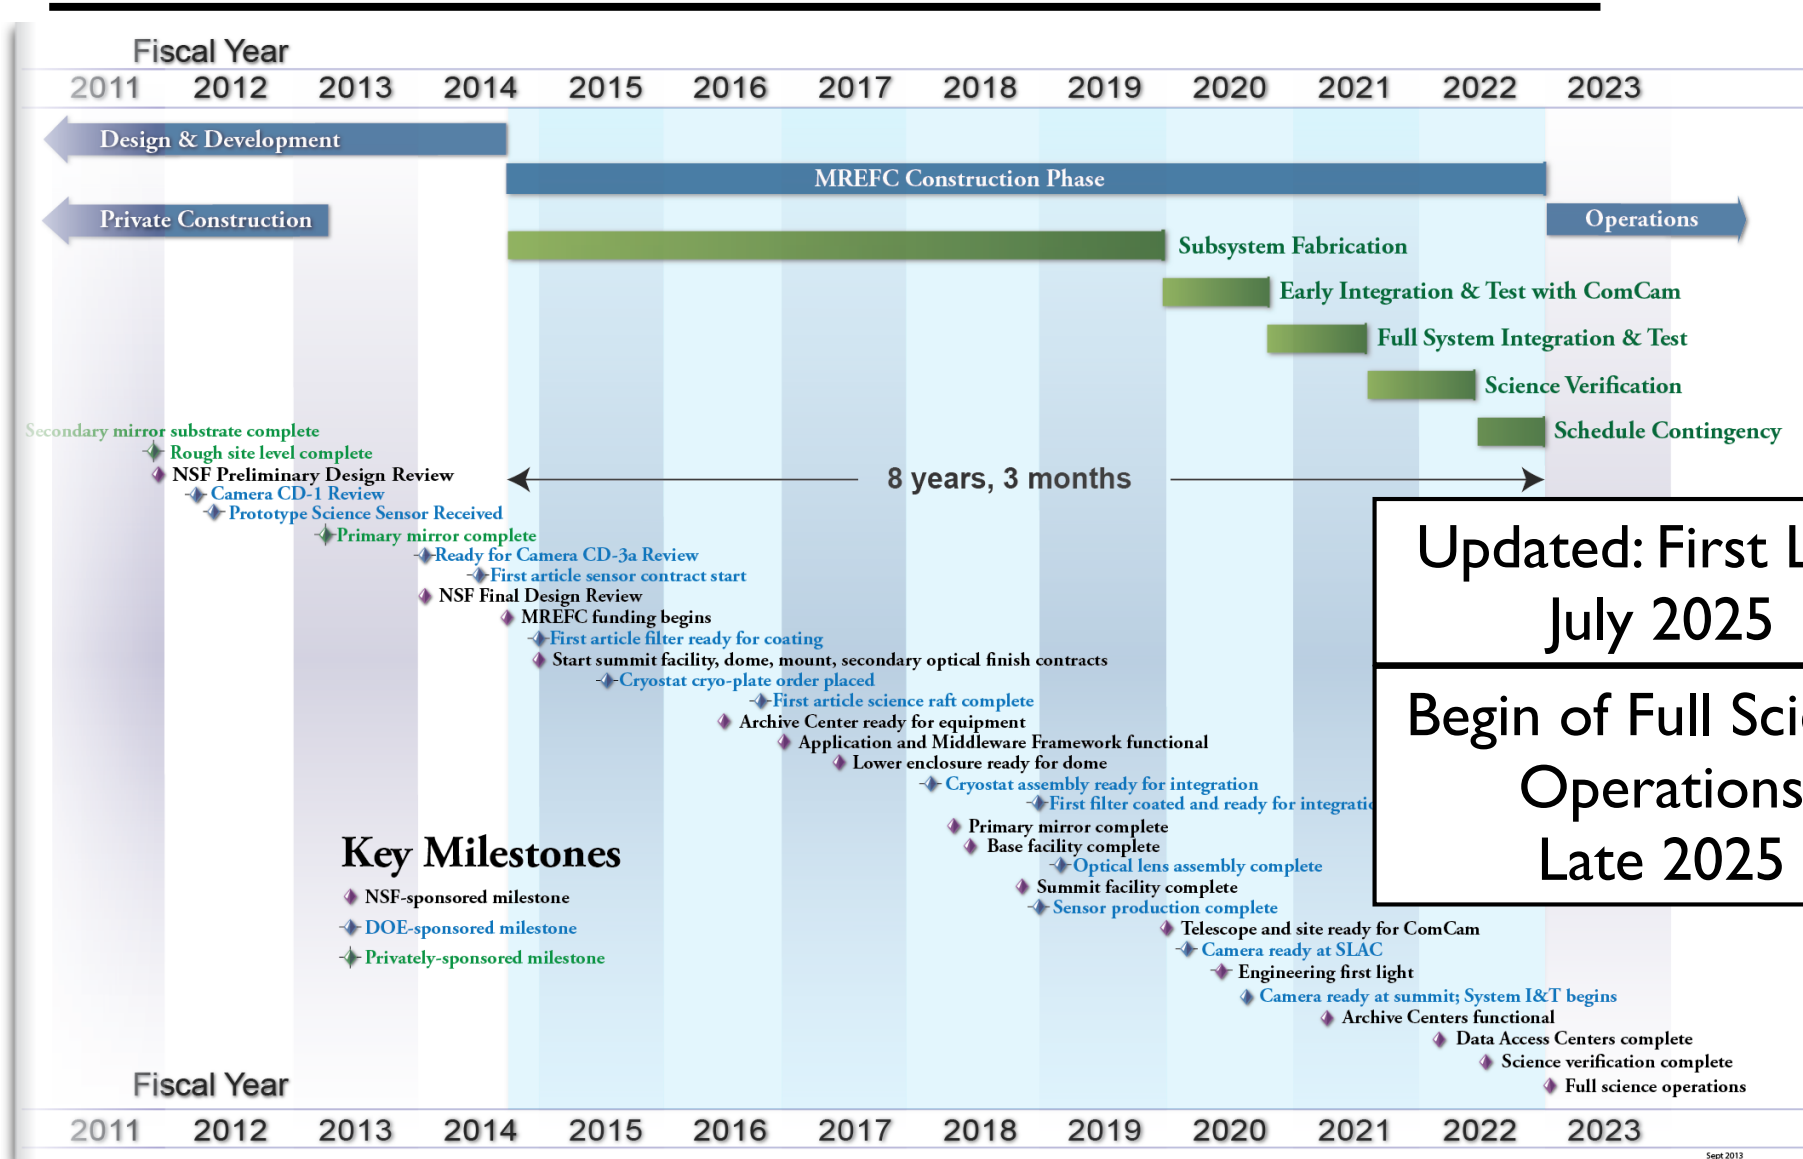 Fiscal Year
2011 2012 2013 2014 2015 2016 2017 2018 2019 2020 2021 2022 2023
Design & Development
MREFC Construction Phase
Private Construction
Operations
Subsystem Fabrication
Early Integration & Test with ComCam
Full System Integration & Test
Science Verification
Schedule Contingency
Secondary mirror substrate complete
Rough site level complete
NSF Preliminary Design Review
8 years, 3 months
Camera CD-1 Review
Prototype Science Sensor Received
Primary mirror complete
Ready for Camera CD-3a Review
First article sensor contract start
NSF Final Design Review
MREFC funding begins
First article filter ready for coating
Start summit facility, dome, mount, secondary optical finish contracts
Cryostat cryo-plate order placed
First article science raft complete
Archive Center ready for equipment
Application and Middleware Framework functional
Lower enclosure ready for dome
Cryostat assembly ready for integration
First filter coated and ready for
Primary mirror complete
Base facility complete
Optical lens assembly complete
Summit facility complete
Sensor production complete
Telescope and site ready for ComCam
Camera ready at SLAC
Engineering first light
Camera ready at summit; System I&T begins
Archive Centers functional
Data Access Centers complete
Science verification complete
Full science operations
Updated: First
July 2025
Begin of Full
Operations
Late 2025
Key Milestones
NSF-sponsored milestone
DOE-sponsored milestone
Privately-sponsored milestone
Fiscal Year
2011 2012 2013 2014 2015 2016 2017 2018 2019 2020 2021 2022 2023
Sept 2013